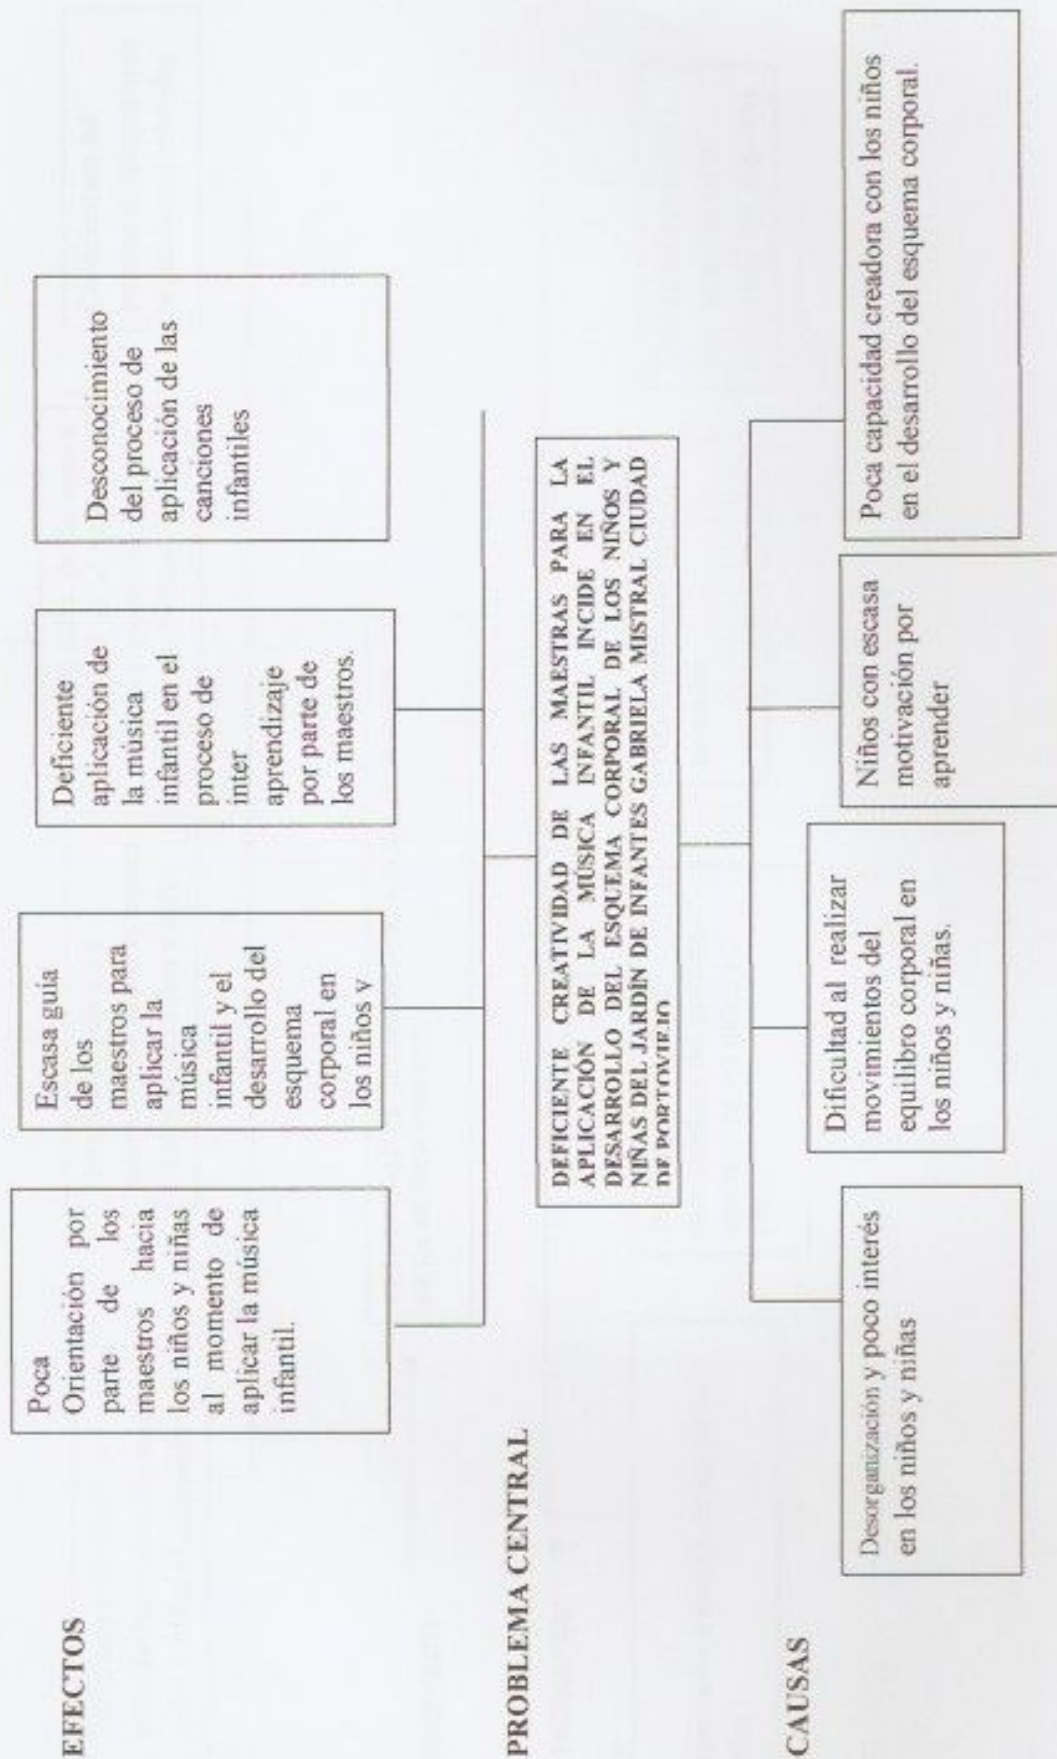 EFECTOS
Poca
Orientación por
parte de los
maestros hacia
los niños y niñas
al momento de
aplicar la música
infantil.
Escasa guía
de los
maestros para
aplicar la
música
infantil y el
desarrollo del
esquema
corporal en
los niños y
Deficiente
aplicación de
la música
infantil en el
proceso de
inter
aprendizaje
por parte de
los maestros.
Desconocimiento
del proceso de
aplicación de las
canciones
infantiles
PROBLEMA CENTRAL
DEFICIENTE CREATIVIDAD DE LAS MAESTRAS PARA LA
APLICACIÓN DE LA MÚSICA INFANTIL INCIDE EN EL
DESARROLLO DEL ESQUEMA CORPORAL DE LOS NIÑOS Y
NIÑAS DEL JARDÍN DE INFANTES GABRIELA MISTRAL CIUDAD
DE PORTOVIEJO
CAUSAS
Desorganización y poco interés
en los niños y niñas
Dificultad al realizar
movimientos del
equilibro corporal en
los niños y niñas.
Niños con escasa
motivación por
aprender
Poca capacidad creadora con los niños
en el desarrollo del esquema corporal.